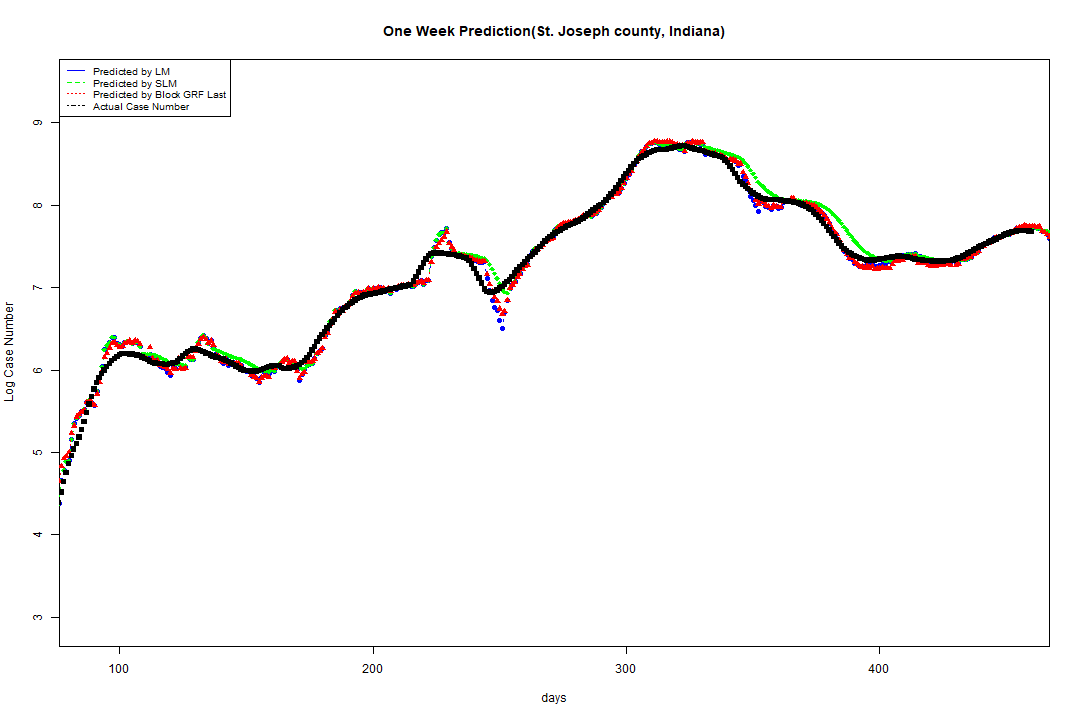 One Week Prediction(St. Joseph county, Indiana)
Predicted by LM
Predicted by SLM
Predicted by Block GRF Last
Actual Case Number
9
8
7
6
5
4
3
Log Case Number
100 200 300 400
days